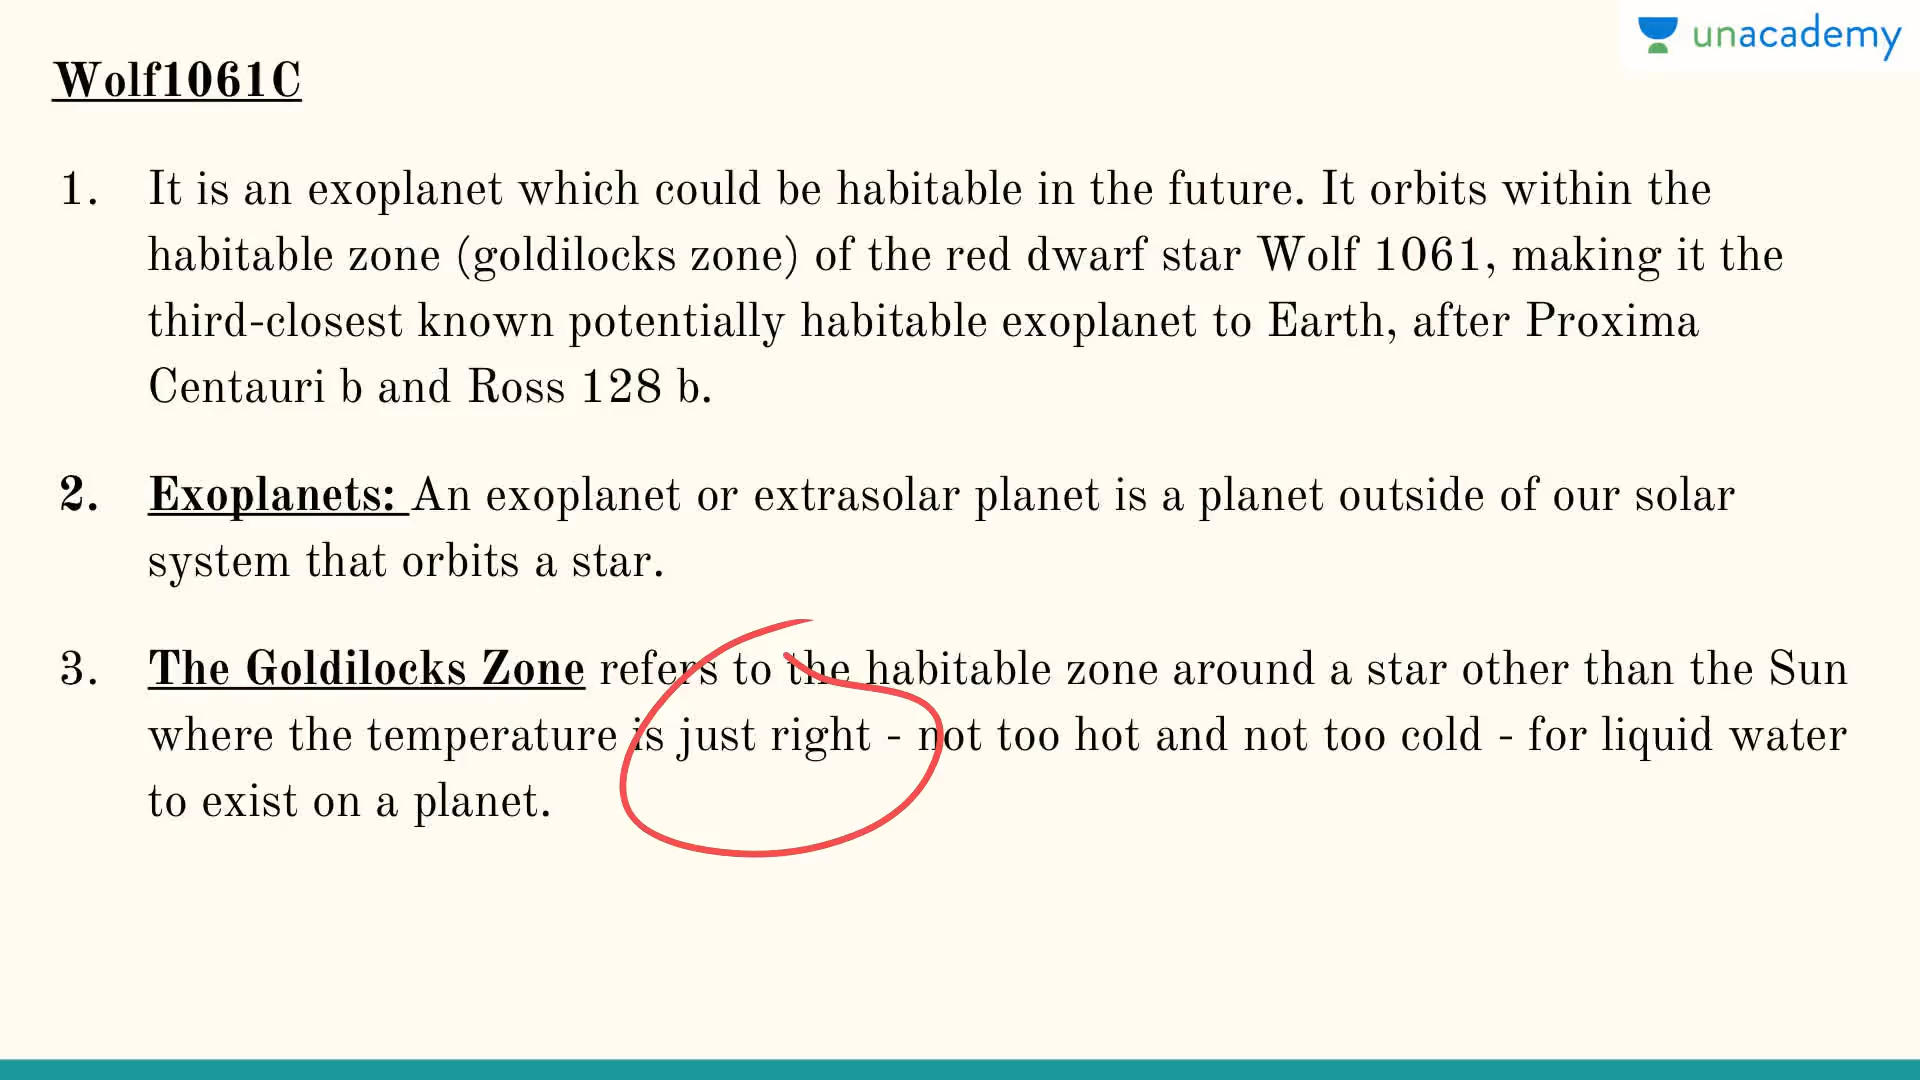 unacademy
Wolf1061C
1. It is an exoplanet which could be habitable in the future. It orbits within the
habitable zone (goldilocks zone) of the red dwarf star Wolf 1061, making it the
third-closest known potentially habitable exoplanet to Earth, after Proxima
Centauri b and Ross 128 b.
2. Exoplanets: An exoplanet or extrasolar planet is a planet outside of our solar
system that orbits a star.
3. The Goldilocks Zone refers to the habitable zone around a star other than the Sun
where the temperature is just right - not too hot and not too cold - for liquid water
to exist on a planet.